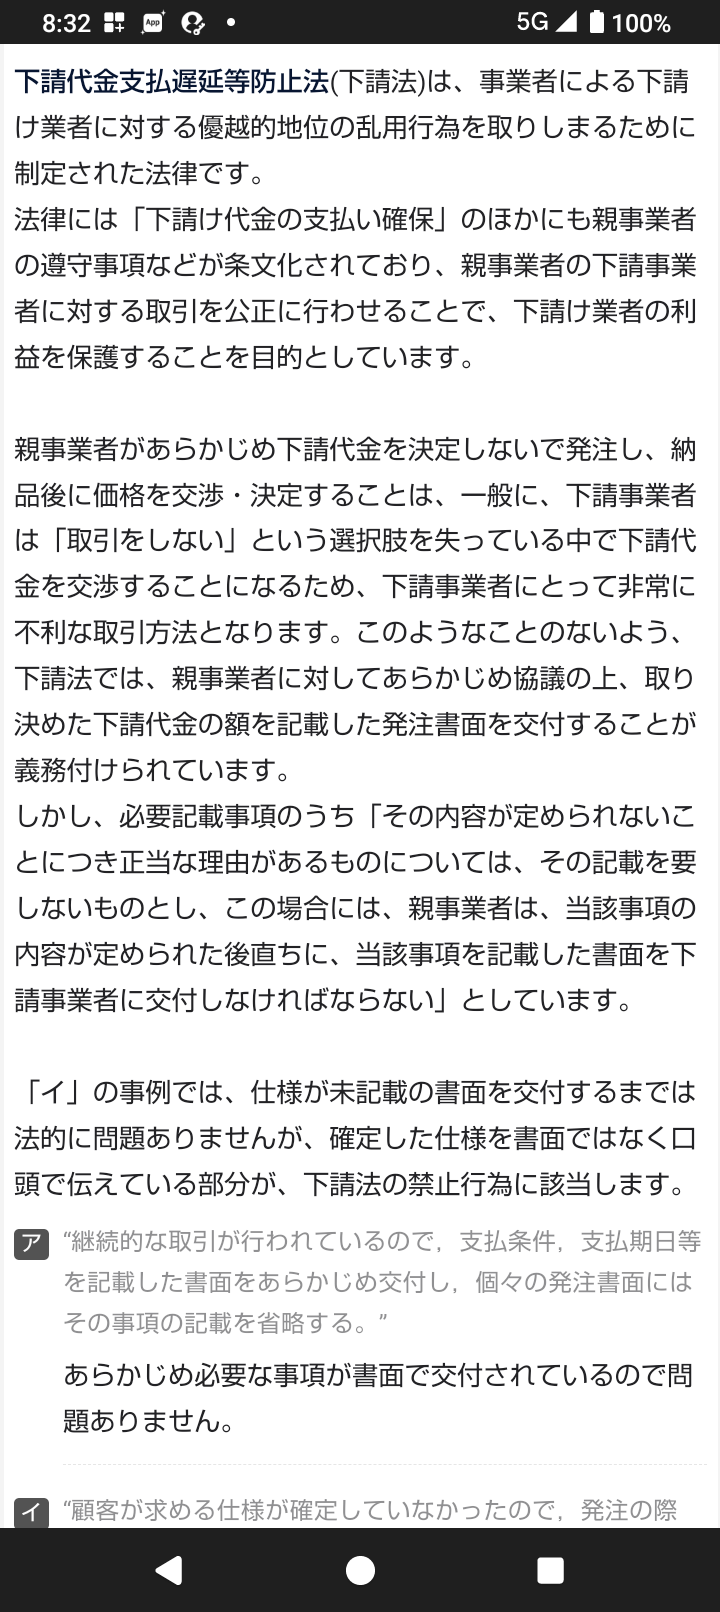 8:32
App
5G
100%
下請代金支払遅延等防止法(下請法)は、事業者による下請
け業者に対する優越的地位の乱用行為を取りしまるために
制定された法律です。
法律には「下請け代金の支払い確保」のほかにも親事業者
の遵守事項などが条文化されており、親事業者の下請事業
者に対する取引を公正に行わせることで、下請け業者の利
益を保護することを目的としています。
親事業者があらかじめ下請代金を決定しないで発注し、納
品後に価格を交渉・決定することは、一般に、下請事業者
は「取引をしない」という選択肢を失っている中で下請代
金を交渉することになるため、下請事業者にとって非常に
不利な取引方法となります。このようなことのないよう、
下請法では、親事業者に対してあらかじめ協議の上、取り
決めた下請代金の額を記載した発注書面を交付することが
義務付けられています。
しかし、必要記載事項のうち「その内容が定められないこ
とにつき正当な理由があるものについては、その記載を要
しないものとし、この場合には、親事業者は、当該事項の
内容が定められた後直ちに、当該事項を記載した書面を下
請事業者に交付しなければならない」としています。
「イ」の事例では、仕様が未記載の書面を交付するまでは
法的に問題ありませんが、確定した仕様を書面ではなく口
頭で伝えている部分が、下請法の禁止行為に該当します。
ア “継続的な取引が行われているので，支払条件，支払期日等
を記載した書面をあらかじめ交付し，個々の発注書面には
その事項の記載を省略する。”
あらかじめ必要な事項が書面で交付されているので問
題ありません。
イ “顧客が求める仕様が確定していなかったので，発注の際